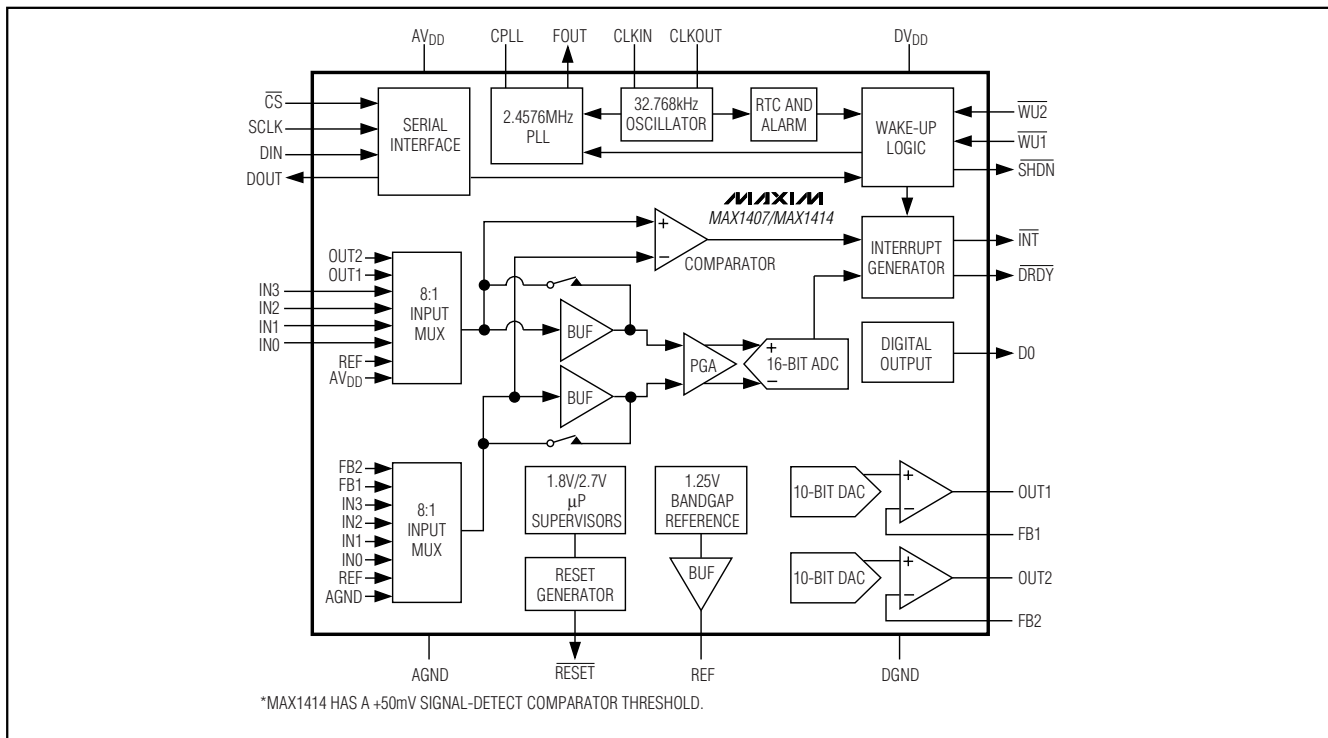 AVDD
CPLL
FOUT
CLKIN
CLKOUT
DVDD
CS
SCLK
DIN
DOUT
SERIAL
INTERFACE
2.4576MHz
PLL
32.768kHz
OSCILLATOR
RTC AND
ALARM
WAKE-UP
LOGIC
WU2
WU1
SHDN
MAXIM
MAX1407/MAX1414
+
−
COMPARATOR
INTERRUPT
GENERATOR
INT
DRDY
OUT2
OUT1
IN3
IN2
IN1
IN0
REF
AVDD
8:1
INPUT
MUX
BUF
BUF
PGA
+
−
16-BIT ADC
DIGITAL
OUTPUT
D0
FB2
FB1
IN3
IN2
IN1
IN0
REF
AGND
8:1
INPUT
MUX
1.8V/2.7V
μP
SUPERVISORS
RESET
GENERATOR
1.25V
BANDGAP
REFERENCE
BUF
10-BIT DAC
+
−
OUT1
FB1
10-BIT DAC
+
−
OUT2
FB2
AGND
RESET
REF
DGND
*MAX1414 HAS A +50mV SIGNAL-DETECT COMPARATOR THRESHOLD.